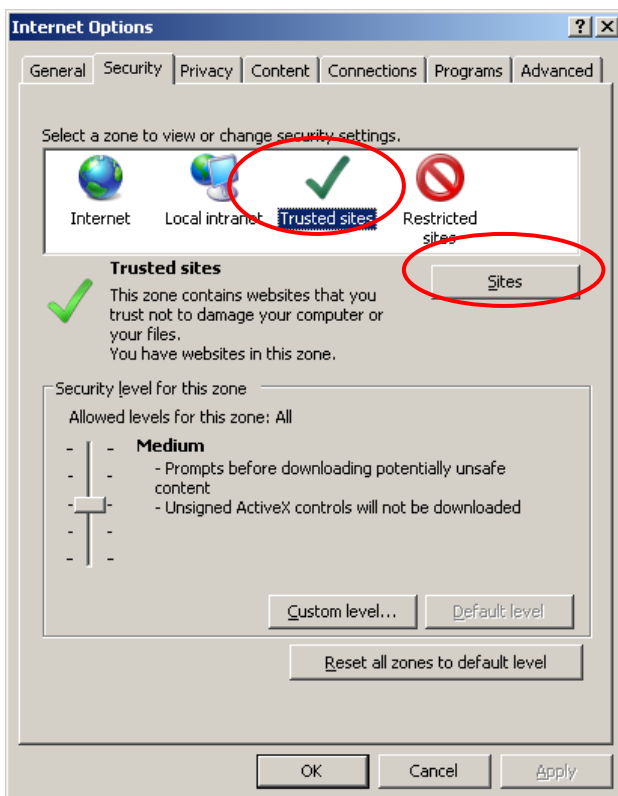 Internet Options
General Security Privacy Content Connections Programs Advanced
Select a zone to view or change security settings.
Internet Local intranet Trusted sites Restricted sites
Trusted sites
Sites
This zone contains websites that you
trust not to damage your computer or
your files.
You have websites in this zone.
Security level for this zone
Allowed levels for this zone: All
Medium
- Prompts before downloading potentially unsafe
content
- Unsigned ActiveX controls will not be downloaded
Custom level... Default level
Reset all zones to default level
OK Cancel Apply